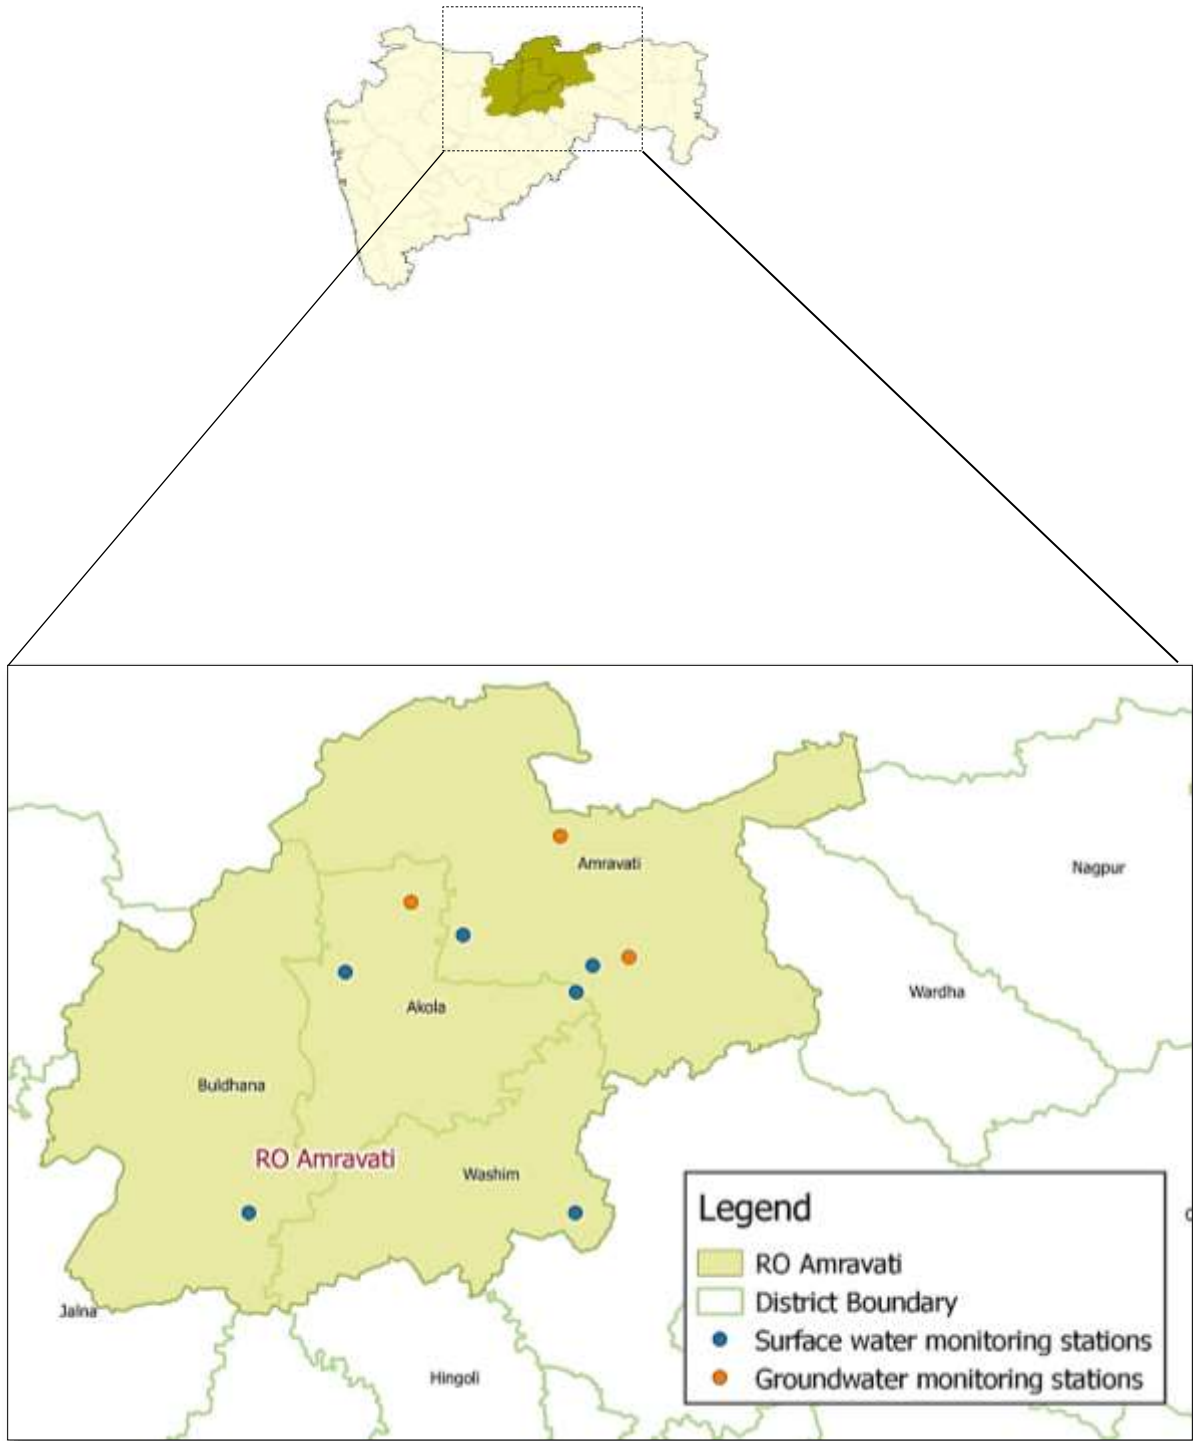 Amravati
Nagpur
Wardha
Akola
Buldhana
RO Amravati
Washim
Legend
RO Amravati
District Boundary
Surface water monitoring stations
Groundwater monitoring stations
Jalna
Hingoli